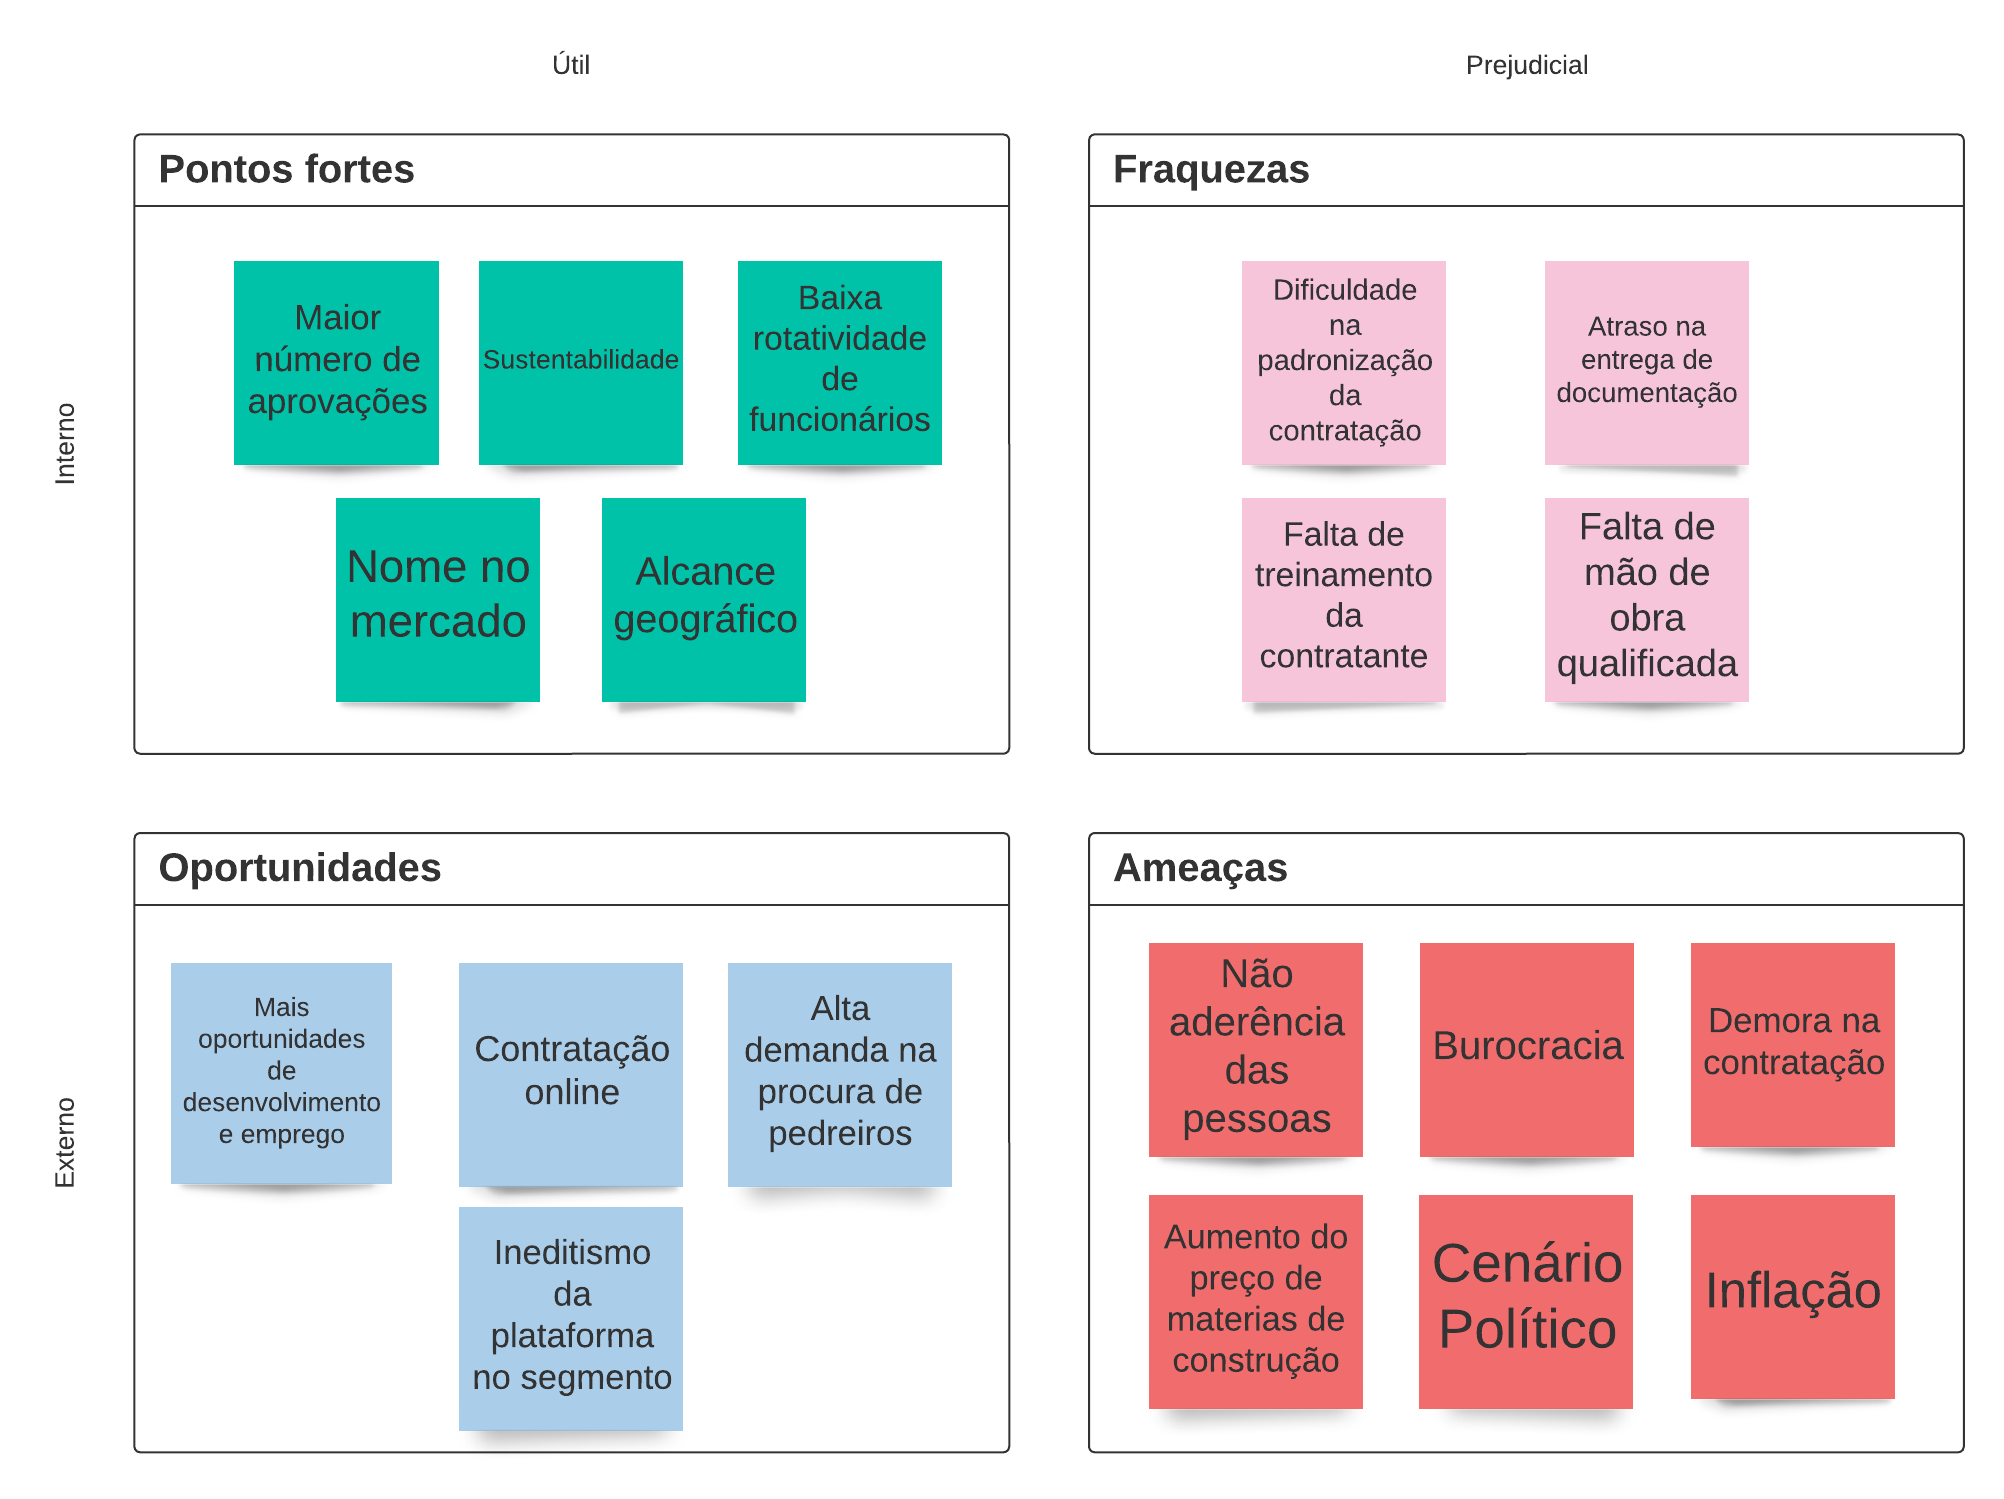 Útil
Prejudicial
Interno
Pontos fortes
Maior
número de
aprovações
Sustentabilidade
Baixa
rotatividade
de
funcionários
Nome no
mercado
Alcance
geográfico
Fraquezas
Dificuldade
na
padronização
da
contratação
Atraso na
entrega de
documentação
Falta de
treinamento
da
contratante
Falta de
mão de
obra
qualificada
Externo
Oportunidades
Mais
oportunidades
de
desenvolvimento
e emprego
Contratação
online
Alta
demanda na
procura de
pedreiros
Ineditismo
da
plataforma
no segmento
Ameaças
Não
aderência
das
pessoas
Burocracia
Demora na
contratação
Aumento do
preço de
materias de
construção
Cenário
Político
Inflação